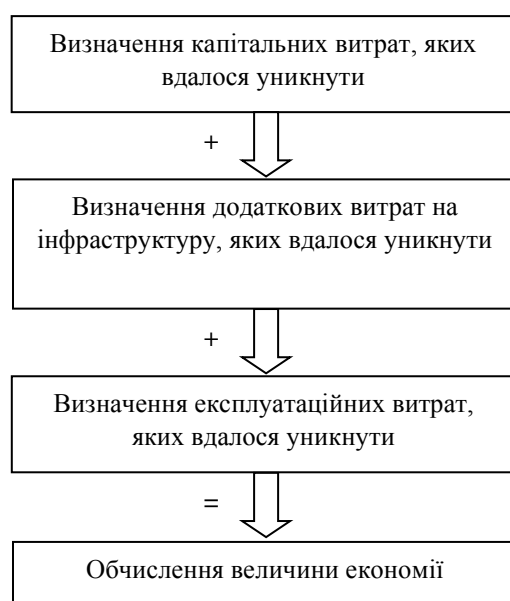 Визначення капітальних витрат, яких
вдалося уникнути
+
Визначення додаткових витрат на
інфраструктуру, яких вдалося уникнути
+
Визначення експлуатаційних витрат,
яких вдалося уникнути
=
Обчислення величини економії